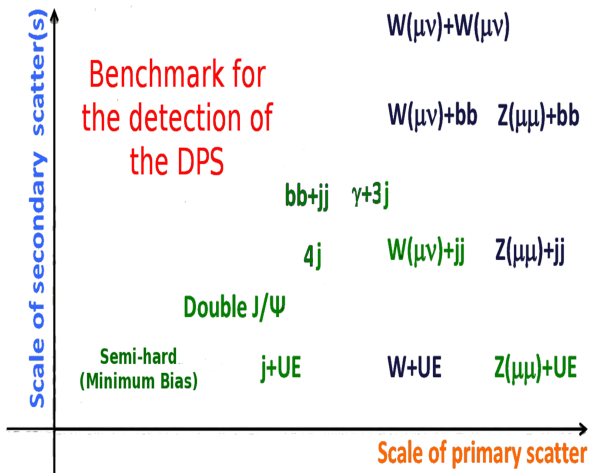 Scale of secondary scatter(s)
W(μν)+W(μν)
Benchmark for
the detection of
the DPS
W(μν)+bb Z(μμ)+bb
bb+jj γ+3j
4j W(μν)+jj Z(μμ)+jj
Double J/Ψ
Semi-hard
(Minimum Bias)
j+UE W+UE Z(μμ)+UE
Scale of primary scatter